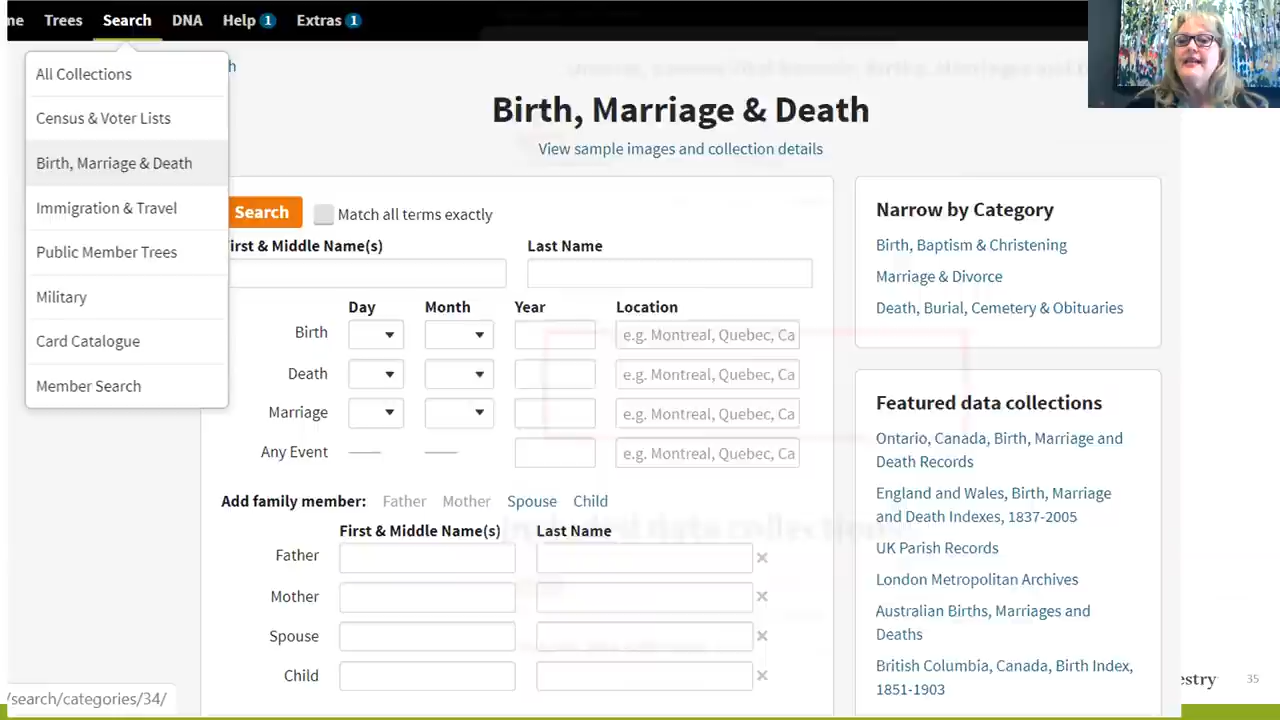 ne Trees Search DNA Help 1 Extras 1
All Collections
Census & Voter Lists
Birth, Marriage & Death
Immigration & Travel
Public Member Trees
Military
Card Catalogue
Member Search
h
Birth, Marriage & Death
View sample images and collection details
Search Match all terms exactly
First & Middle Name(s) Last Name
Day Month Year Location
Birth e.g. Montreal, Quebec, Ca
Death e.g. Montreal, Quebec, Ca
Marriage e.g. Montreal, Quebec, Ca
Any Event e.g. Montreal, Quebec, Ca
Add family member: Father Mother Spouse Child
First & Middle Name(s) Last Name
Father
Mother
Spouse
Child
Narrow by Category
Birth, Baptism & Christening
Marriage & Divorce
Death, Burial, Cemetery & Obituaries
Featured data collections
Ontario, Canada, Birth, Marriage and
Death Records
England and Wales, Birth, Marriage
and Death Indexes, 1837-2005
UK Parish Records
London Metropolitan Archives
Australian Births, Marriages and
Deaths
British Columbia, Canada, Birth Index,
1851-1903
/search/categories/34/
estry 35